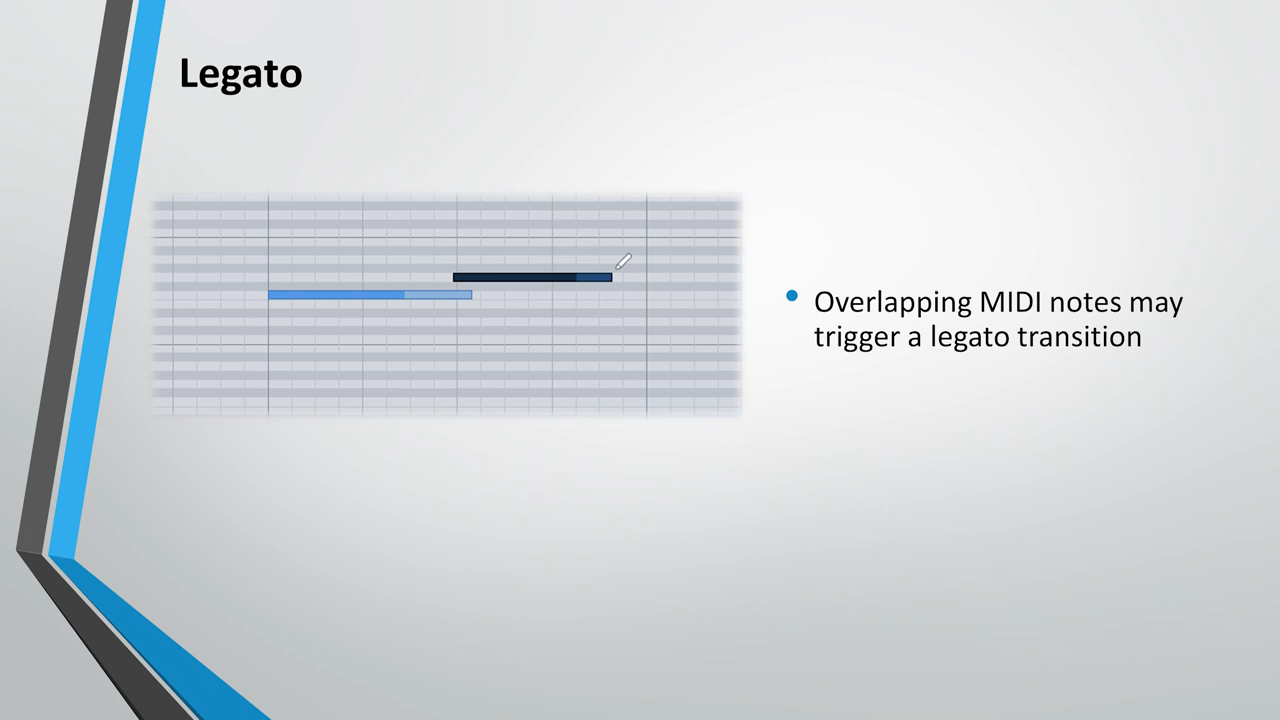 Legato
Overlapping MIDI notes may
trigger a legato transition